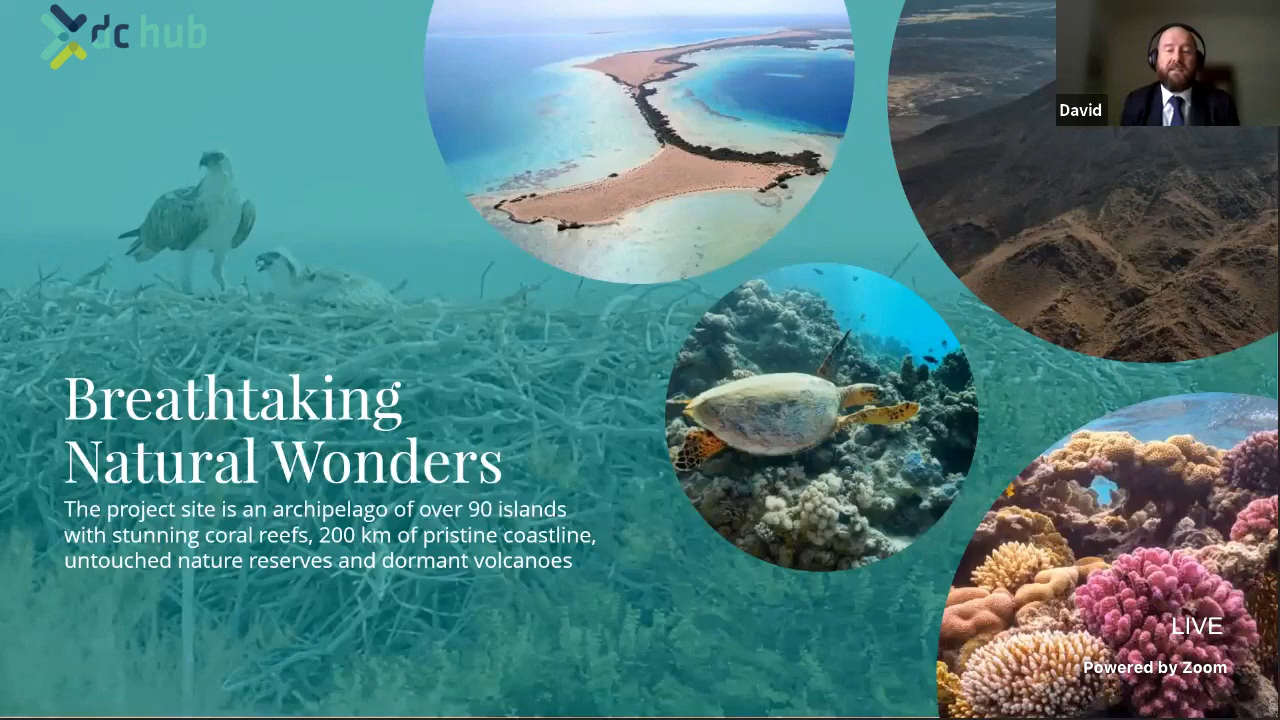 dc hub
David
Breathtaking
Natural Wonders
The project site is an archipelago of over 90 islands
with stunning coral reefs, 200 km of pristine coastline,
untouched nature reserves and dormant volcanoes
LIVE
Powered by Zoom